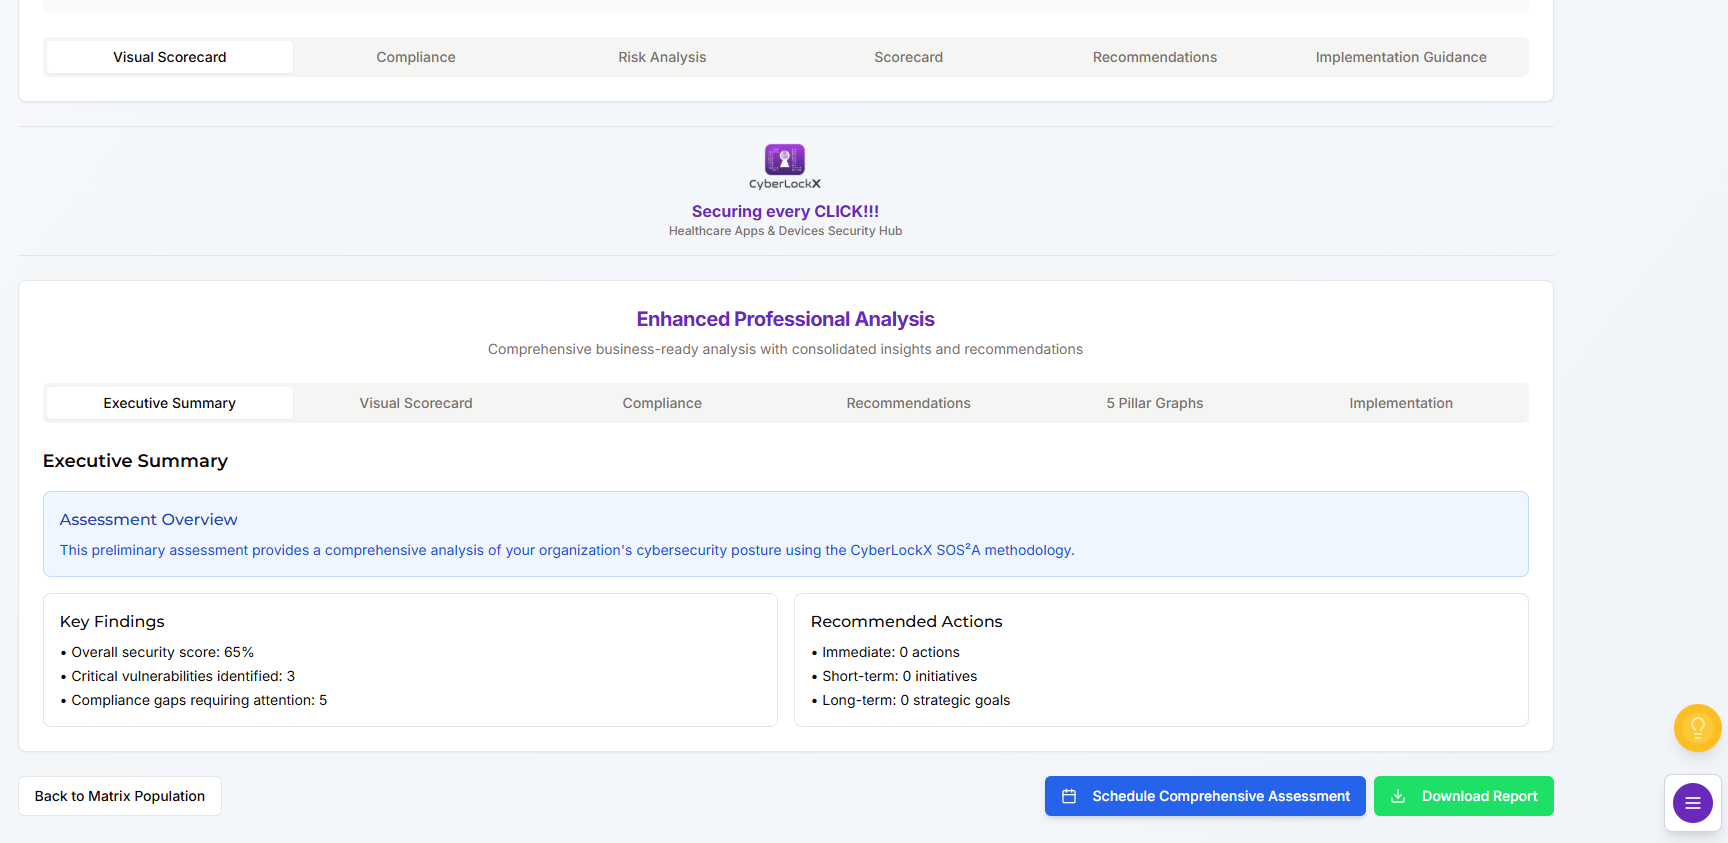 Visual Scorecard
Compliance
Risk Analysis
Scorecard
Recommendations
Implementation Guidance
CyberLockX
Securing every CLICK!!!
Healthcare Apps & Devices Security Hub
Enhanced Professional Analysis
Comprehensive business-ready analysis with consolidated insights and recommendations
Executive Summary
Visual Scorecard
Compliance
Recommendations
5 Pillar Graphs
Implementation
Executive Summary
Assessment Overview
This preliminary assessment provides a comprehensive analysis of your organization's cybersecurity posture using the CyberLockX SOS²A methodology.
Key Findings
• Overall security score: 65%
• Critical vulnerabilities identified: 3
• Compliance gaps requiring attention: 5
Recommended Actions
• Immediate: 0 actions
• Short-term: 0 initiatives
• Long-term: 0 strategic goals
Back to Matrix Population
Schedule Comprehensive Assessment
Download Report